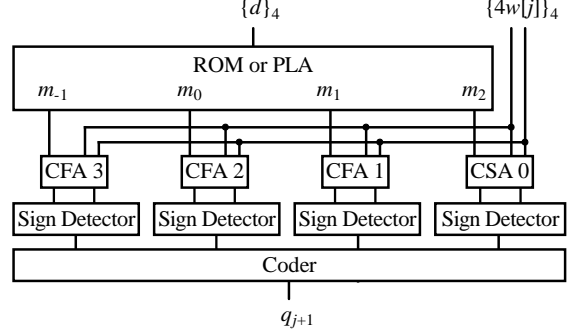 {d}₄ {4w[j]}₄
ROM or PLA
m₋₁ m₀ m₁ m₂
CFA 3 CFA 2 CFA 1 CSA 0
Sign Detector Sign Detector Sign Detector Sign Detector
Coder
qⱼ₊₁